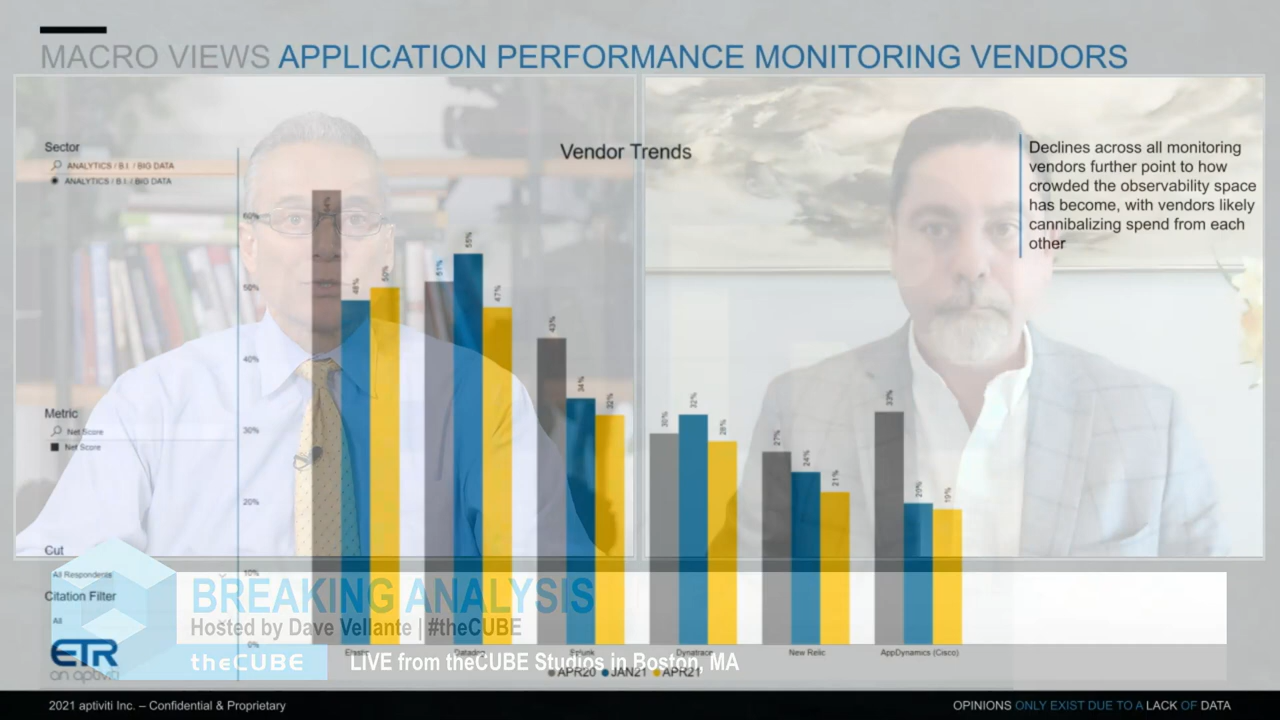 MACRO VIEWS APPLICATION PERFORMANCE MONITORING VENDORS
Sector
ANALYTICS / B.I. / BIG DATA
ANALYTICS / B.I. / BIG DATA
Vendor Trends
Declines across all monitoring
vendors further point to how
crowded the observability space
has become, with vendors likely
cannibalizing spend from each
other
60%
50%
40%
30%
20%
10%
0%
64%
48%
50%
51%
55%
47%
43%
34%
32%
30%
32%
28%
27%
24%
21%
33%
20%
19%
Metric
Net Score
Net Score
Cut
All Respondents
Citation Filter
All
BREAKING ANALYSIS
Hosted by Dave Vellante | #theCUBE
Elastic
Datadog
Splunk
Dynatrace
New Relic
AppDynamics (Cisco)
ETR
an aptiviti
theCUBE
LIVE from theCUBE Studios in Boston, MA
APR20 JAN21 APR21
2021 aptiviti Inc. – Confidential & Proprietary
OPINIONS ONLY EXIST DUE TO A LACK OF DATA